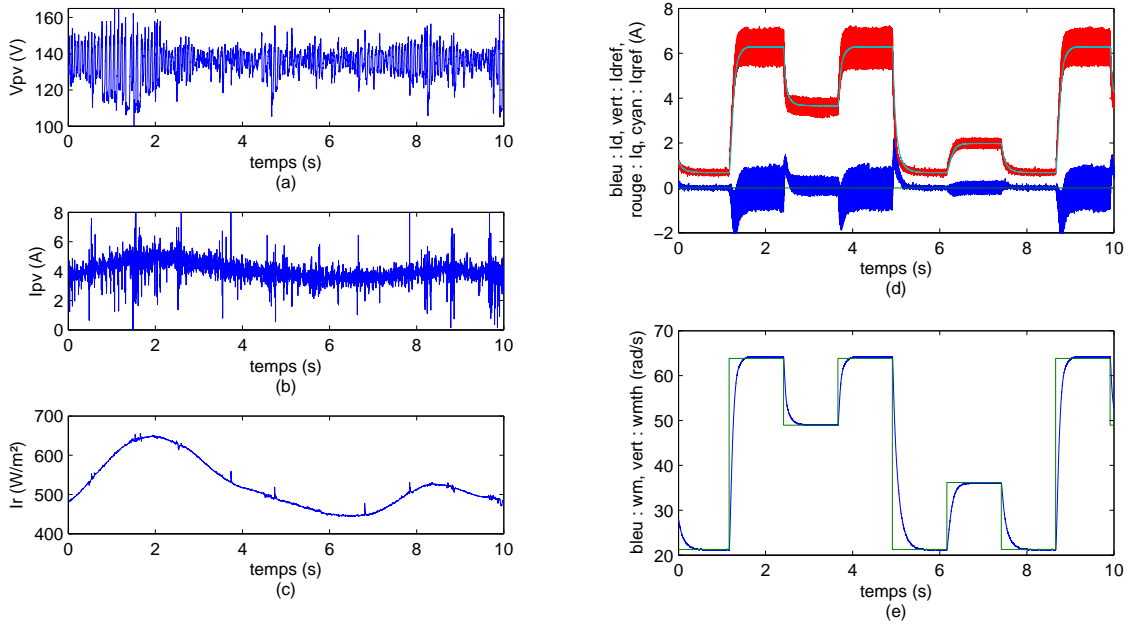 160
140
120
100
Vpv (V)
0 2 4 6 8 10
temps (s)
(a)
8
6
4
2
0
Ipv (A)
0 2 4 6 8 10
temps (s)
(b)
700
600
500
400
Ir (W/m²)
0 2 4 6 8 10
temps (s)
(c)
8
6
4
2
0
−2
bleu : Id, vert : Idref,
rouge : Iq, cyan : Iqref (A)
0 2 4 6 8 10
temps (s)
(d)
70
60
50
40
30
20
bleu : wm, vert : wmth (rad/s)
0 2 4 6 8 10
temps (s)
(e)